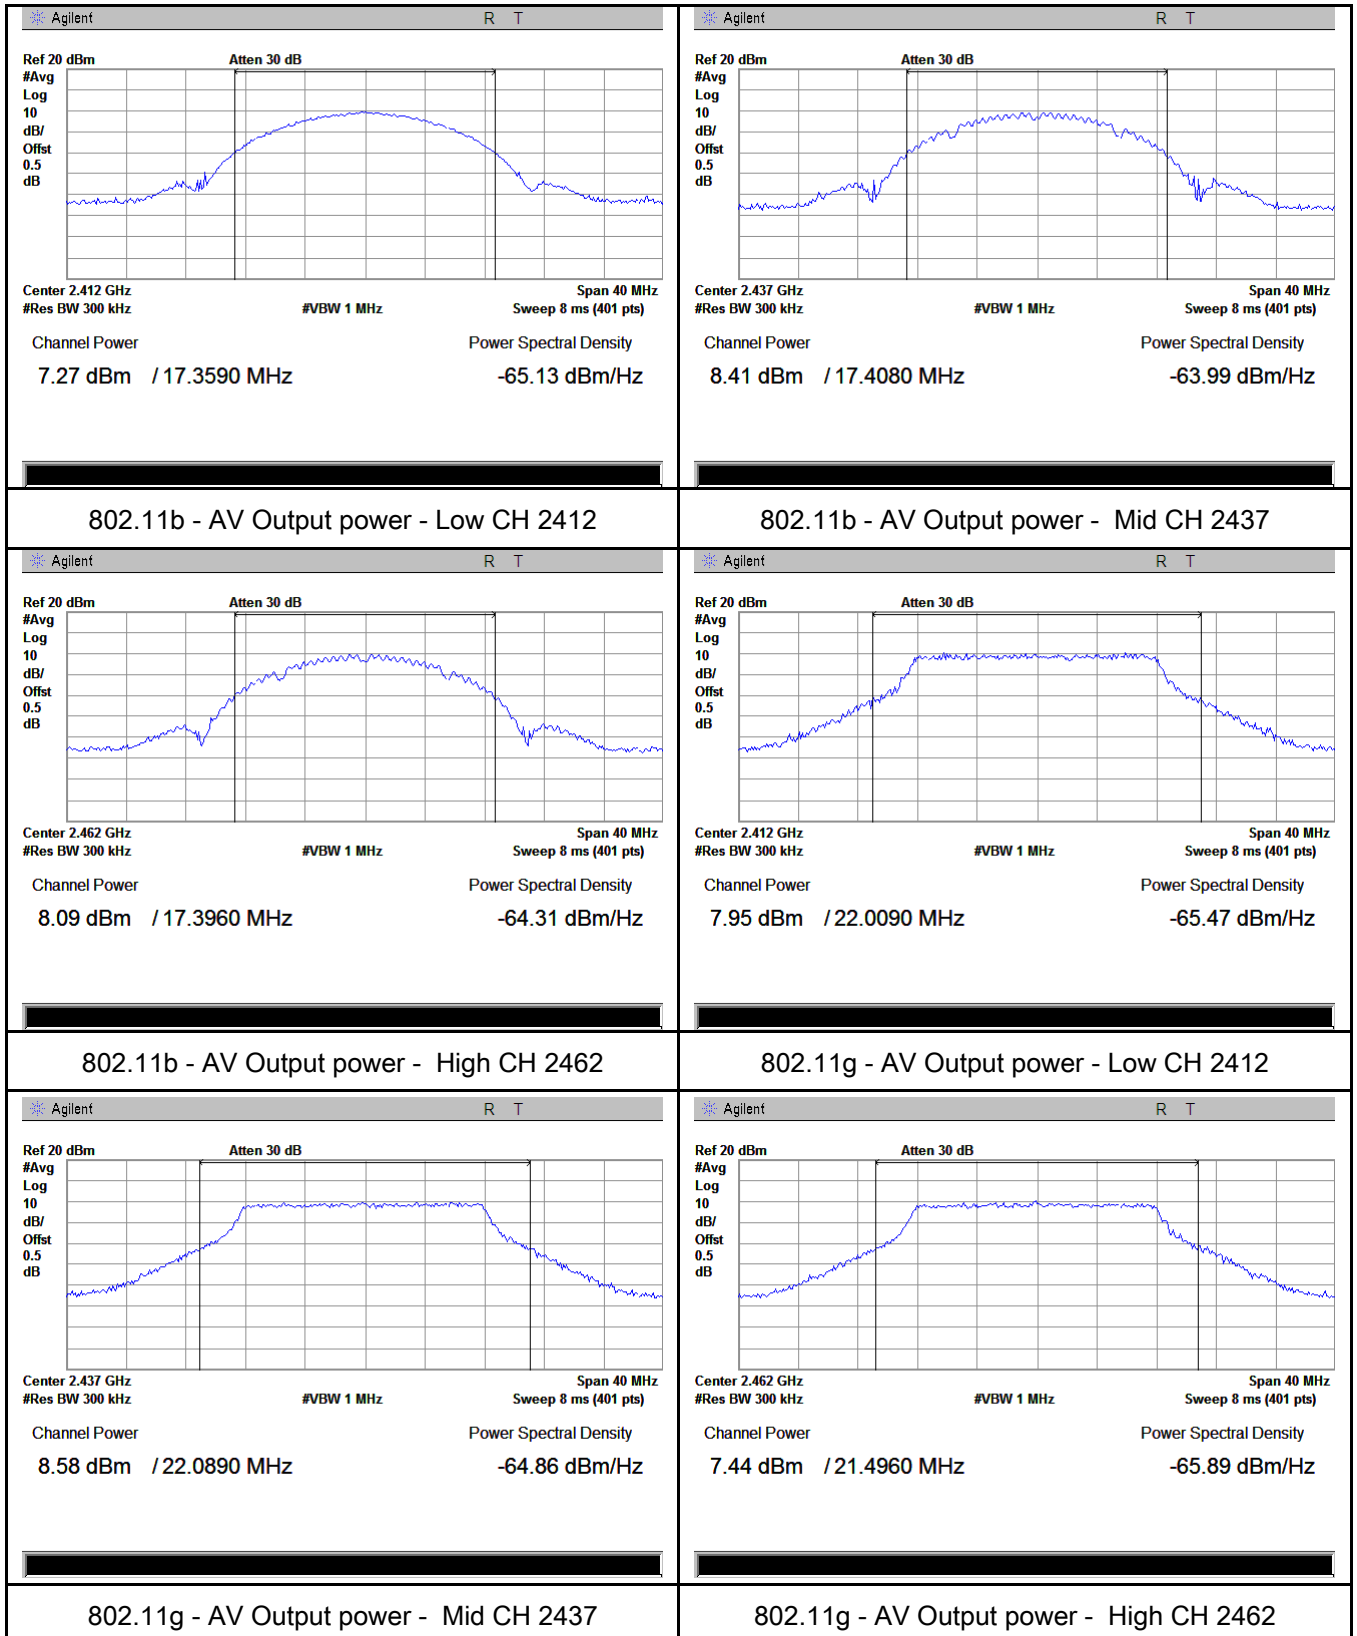 Agilent R T
Ref 20 dBm Atten 30 dB
#Avg
Log
10
dB/
Offst
0.5
dB
Center 2.412 GHz Span 40 MHz
#Res BW 300 kHz #VBW 1 MHz Sweep 8 ms (401 pts)
Channel Power Power Spectral Density
7.27 dBm / 17.3590 MHz -65.13 dBm/Hz
802.11b - AV Output power - Low CH 2412
Agilent R T
Ref 20 dBm Atten 30 dB
#Avg
Log
10
dB/
Offst
0.5
dB
Center 2.437 GHz Span 40 MHz
#Res BW 300 kHz #VBW 1 MHz Sweep 8 ms (401 pts)
Channel Power Power Spectral Density
8.41 dBm / 17.4080 MHz -63.99 dBm/Hz
802.11b - AV Output power - Mid CH 2437
Agilent R T
Ref 20 dBm Atten 30 dB
#Avg
Log
10
dB/
Offst
0.5
dB
Center 2.462 GHz Span 40 MHz
#Res BW 300 kHz #VBW 1 MHz Sweep 8 ms (401 pts)
Channel Power Power Spectral Density
8.09 dBm / 17.3960 MHz -64.31 dBm/Hz
802.11b - AV Output power - High CH 2462
Agilent R T
Ref 20 dBm Atten 30 dB
#Avg
Log
10
dB/
Offst
0.5
dB
Center 2.412 GHz Span 40 MHz
#Res BW 300 kHz #VBW 1 MHz Sweep 8 ms (401 pts)
Channel Power Power Spectral Density
7.95 dBm / 22.0090 MHz -65.47 dBm/Hz
802.11g - AV Output power - Low CH 2412
Agilent R T
Ref 20 dBm Atten 30 dB
#Avg
Log
10
dB/
Offst
0.5
dB
Center 2.437 GHz Span 40 MHz
#Res BW 300 kHz #VBW 1 MHz Sweep 8 ms (401 pts)
Channel Power Power Spectral Density
8.58 dBm / 22.0890 MHz -64.86 dBm/Hz
802.11g - AV Output power - Mid CH 2437
Agilent R T
Ref 20 dBm Atten 30 dB
#Avg
Log
10
dB/
Offst
0.5
dB
Center 2.462 GHz Span 40 MHz
#Res BW 300 kHz #VBW 1 MHz Sweep 8 ms (401 pts)
Channel Power Power Spectral Density
7.44 dBm / 21.4960 MHz -65.89 dBm/Hz
802.11g - AV Output power - High CH 2462